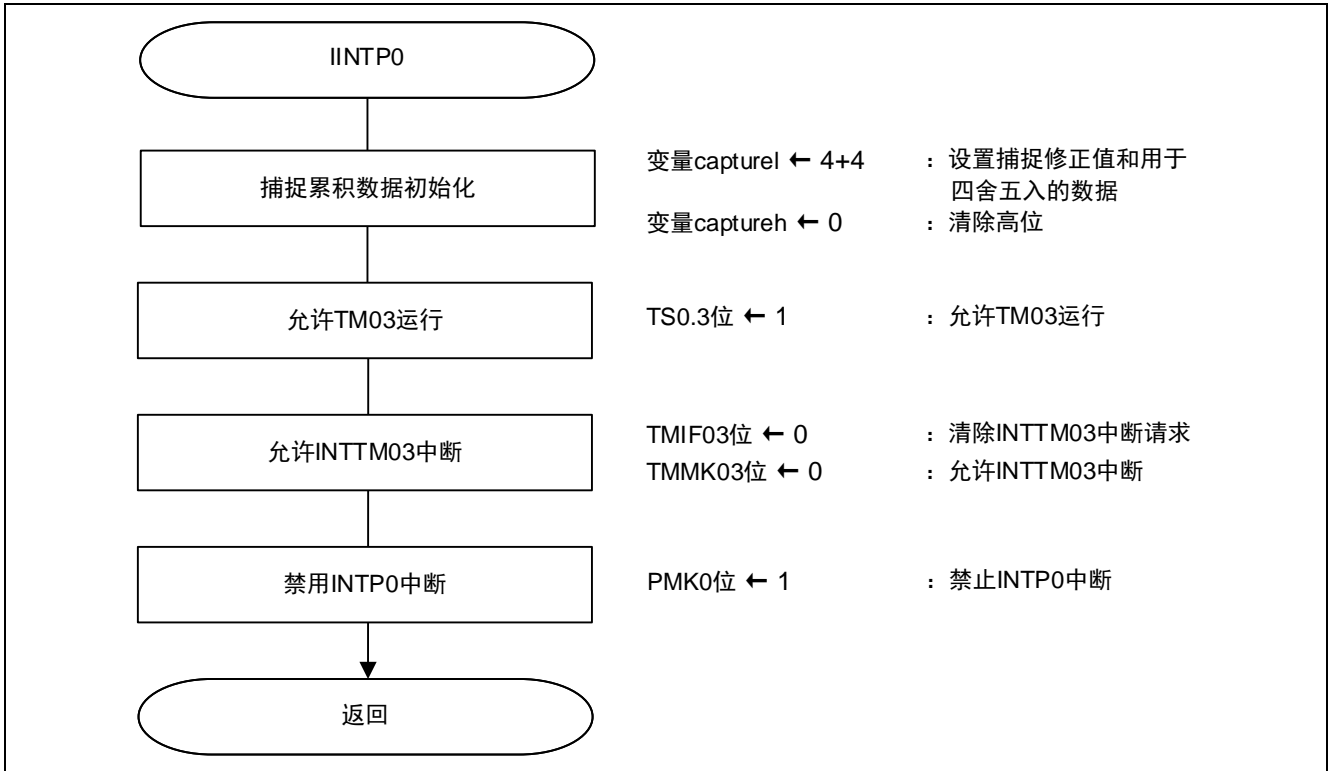 IINTP0
捕捉累积数据初始化
变量capturel ← 4+4 ：设置捕捉修正值和用于
四舍五入的数据
变量captureh ← 0 ：清除高位
允许TM03运行
TS0.3位 ← 1 ：允许TM03运行
允许INTTM03中断
TMIF03位 ← 0 ：清除INTTM03中断请求
TMMK03位 ← 0 ：允许INTTM03中断
禁用INTP0中断
PMK0位 ← 1 ：禁止INTP0中断
返回